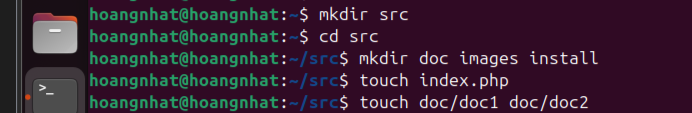 hoangnhat@hoangnhat:~$ mkdir src
hoangnhat@hoangnhat:~$ cd src
hoangnhat@hoangnhat:~/src$ mkdir doc images install
hoangnhat@hoangnhat:~/src$ touch index.php
hoangnhat@hoangnhat:~/src$ touch doc/doc1 doc/doc2